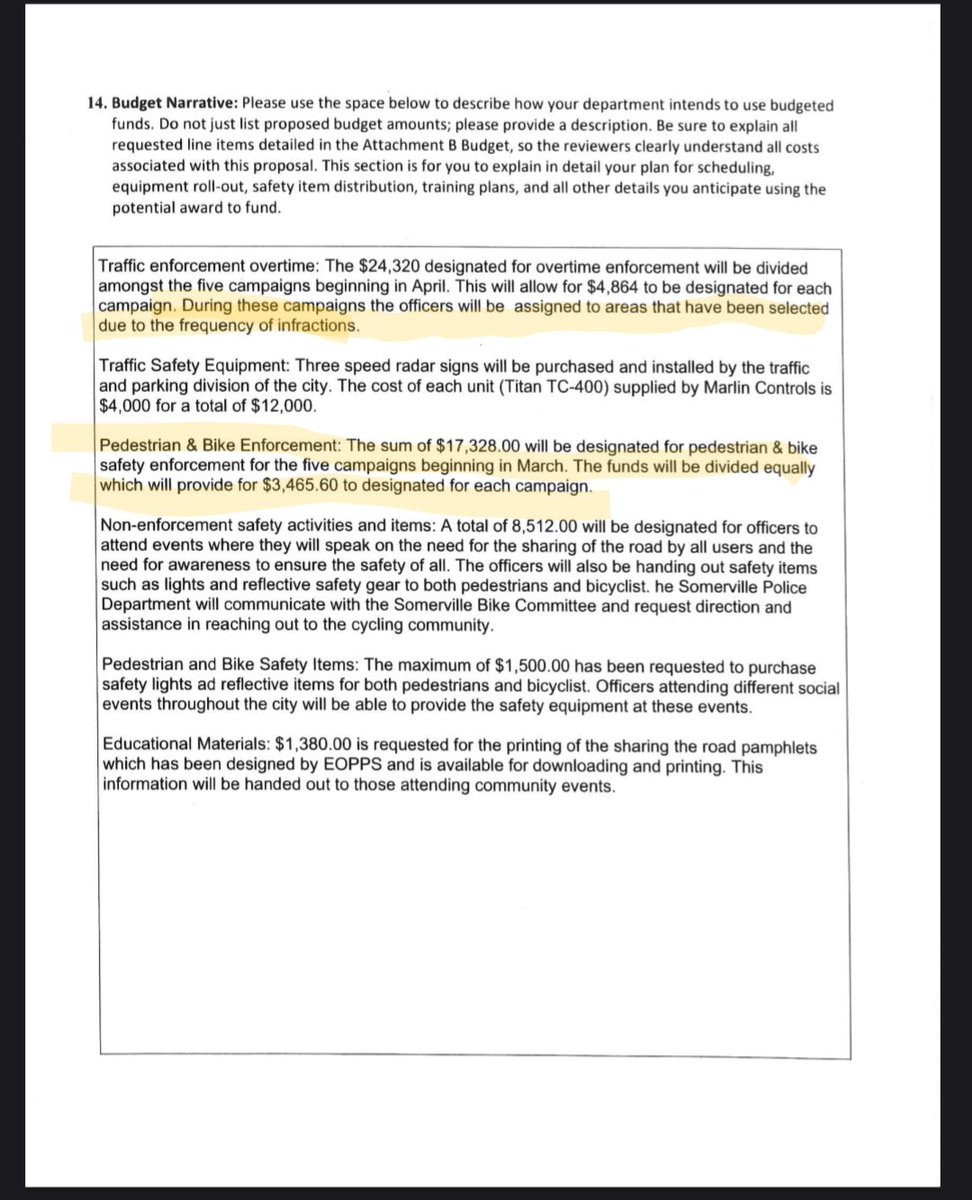 14. Budget Narrative: Please use the space below to describe how your department intends to use budgeted
funds. Do not just list proposed budget amounts; please provide a description. Be sure to explain all
requested line items detailed in the Attachment B Budget, so the reviewers clearly understand all costs
associated with this proposal. This section is for you to explain in detail your plan for scheduling,
equipment roll-out, safety item distribution, training plans, and all other details you anticipate using the
potential award to fund.
Traffic enforcement overtime: The $24,320 designated for overtime enforcement will be divided
amongst the five campaigns beginning in April. This will allow for $4,864 to be designated for each
campaign. During these campaigns the officers will be assigned to areas that have been selected
due to the frequency of infractions.
Traffic Safety Equipment: Three speed radar signs will be purchased and installed by the traffic
and parking division of the city. The cost of each unit (Titan TC-400) supplied by Marlin Controls is
$4,000 for a total of $12,000.
Pedestrian & Bike Enforcement: The sum of $17,328.00 will be designated for pedestrian & bike
safety enforcement for the five campaigns beginning in March. The funds will be divided equally
which will provide for $3,465.60 to designated for each campaign.
Non-enforcement safety activities and items: A total of 8,512.00 will be designated for officers to
attend events where they will speak on the need for the sharing of the road by all users and the
need for awareness to ensure the safety of all. The officers will also be handing out safety items
such as lights and reflective safety gear to both pedestrians and bicyclist. he Somerville Police
Department will communicate with the Somerville Bike Committee and request direction and
assistance in reaching out to the cycling community.
Pedestrian and Bike Safety Items: The maximum of $1,500.00 has been requested to purchase
safety lights ad reflective items for both pedestrians and bicyclist. Officers attending different social
events throughout the city will be able to provide the safety equipment at these events.
Educational Materials: $1,380.00 is requested for the printing of the sharing the road pamphlets
which has been designed by EOPPS and is available for downloading and printing. This
information will be handed out to those attending community events.